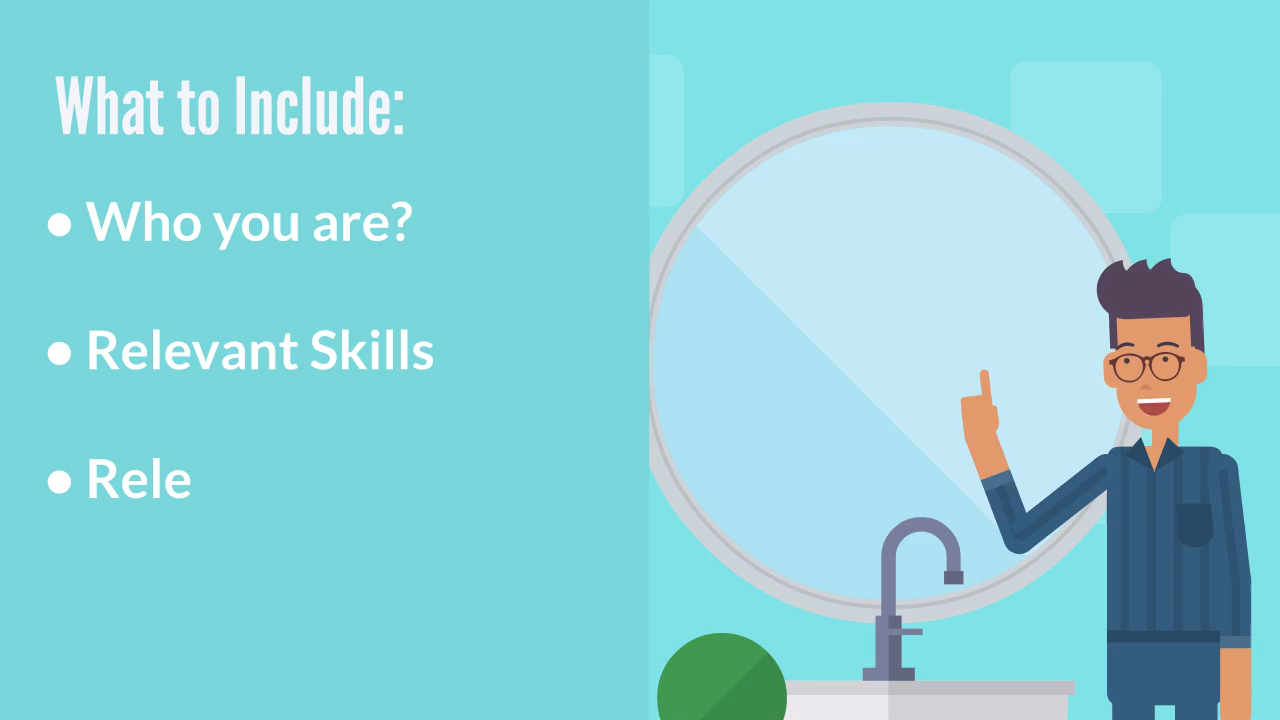 What to Include:
● Who you are?
● Relevant Skills
● Rele